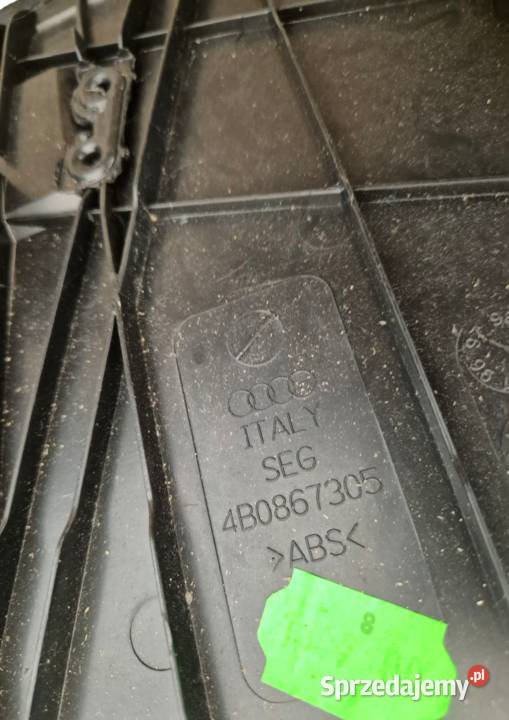 ITALY
SEG
4B0867305
>ABS<
8
Sprzedajemy.pl